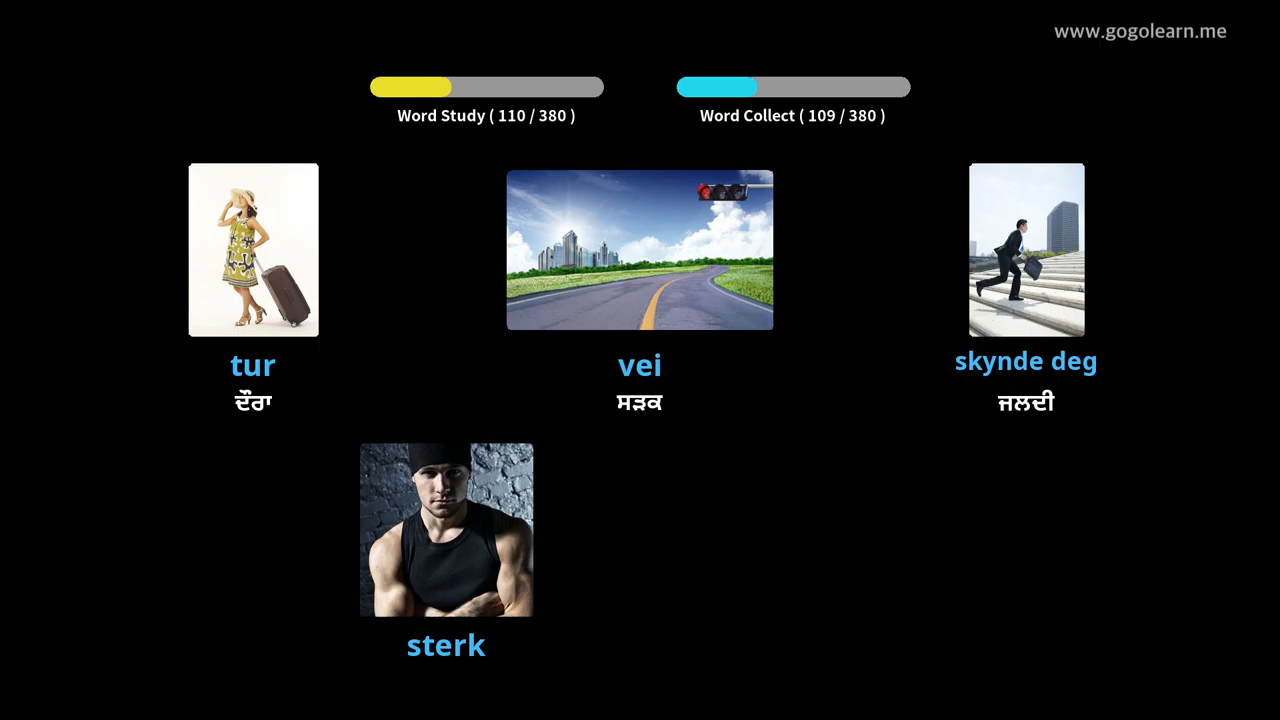 www.gogolearn.me
Word Study ( 110 / 380 )
Word Collect ( 109 / 380 )
tur
vei
skynde deg
ਦੌਰਾ
ਸੜਕ
ਜਲਦੀ
sterk